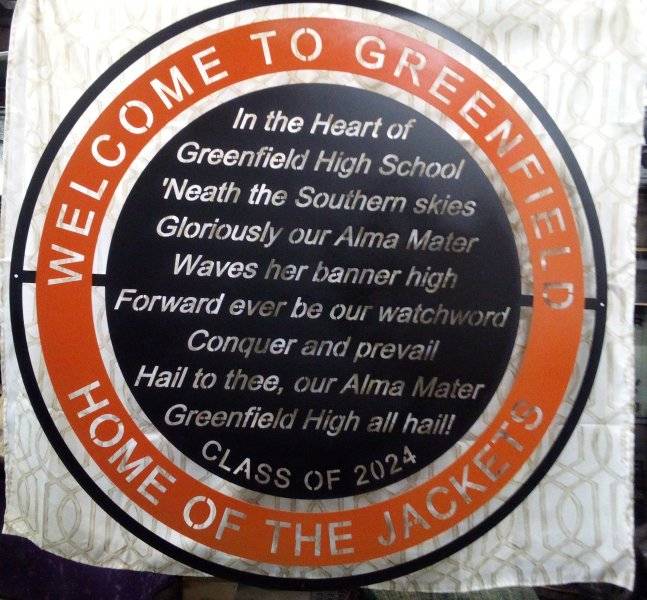 WELCOME TO GREENFIELD
In the Heart of
Greenfield High School
'Neath the Southern skies
Gloriously our Alma Mater
Waves her banner high
Forward ever be our watchword
Conquer and prevail
Hail to thee, our Alma Mater
Greenfield High all hail!
CLASS OF 2024
HOME OF THE JACKETS